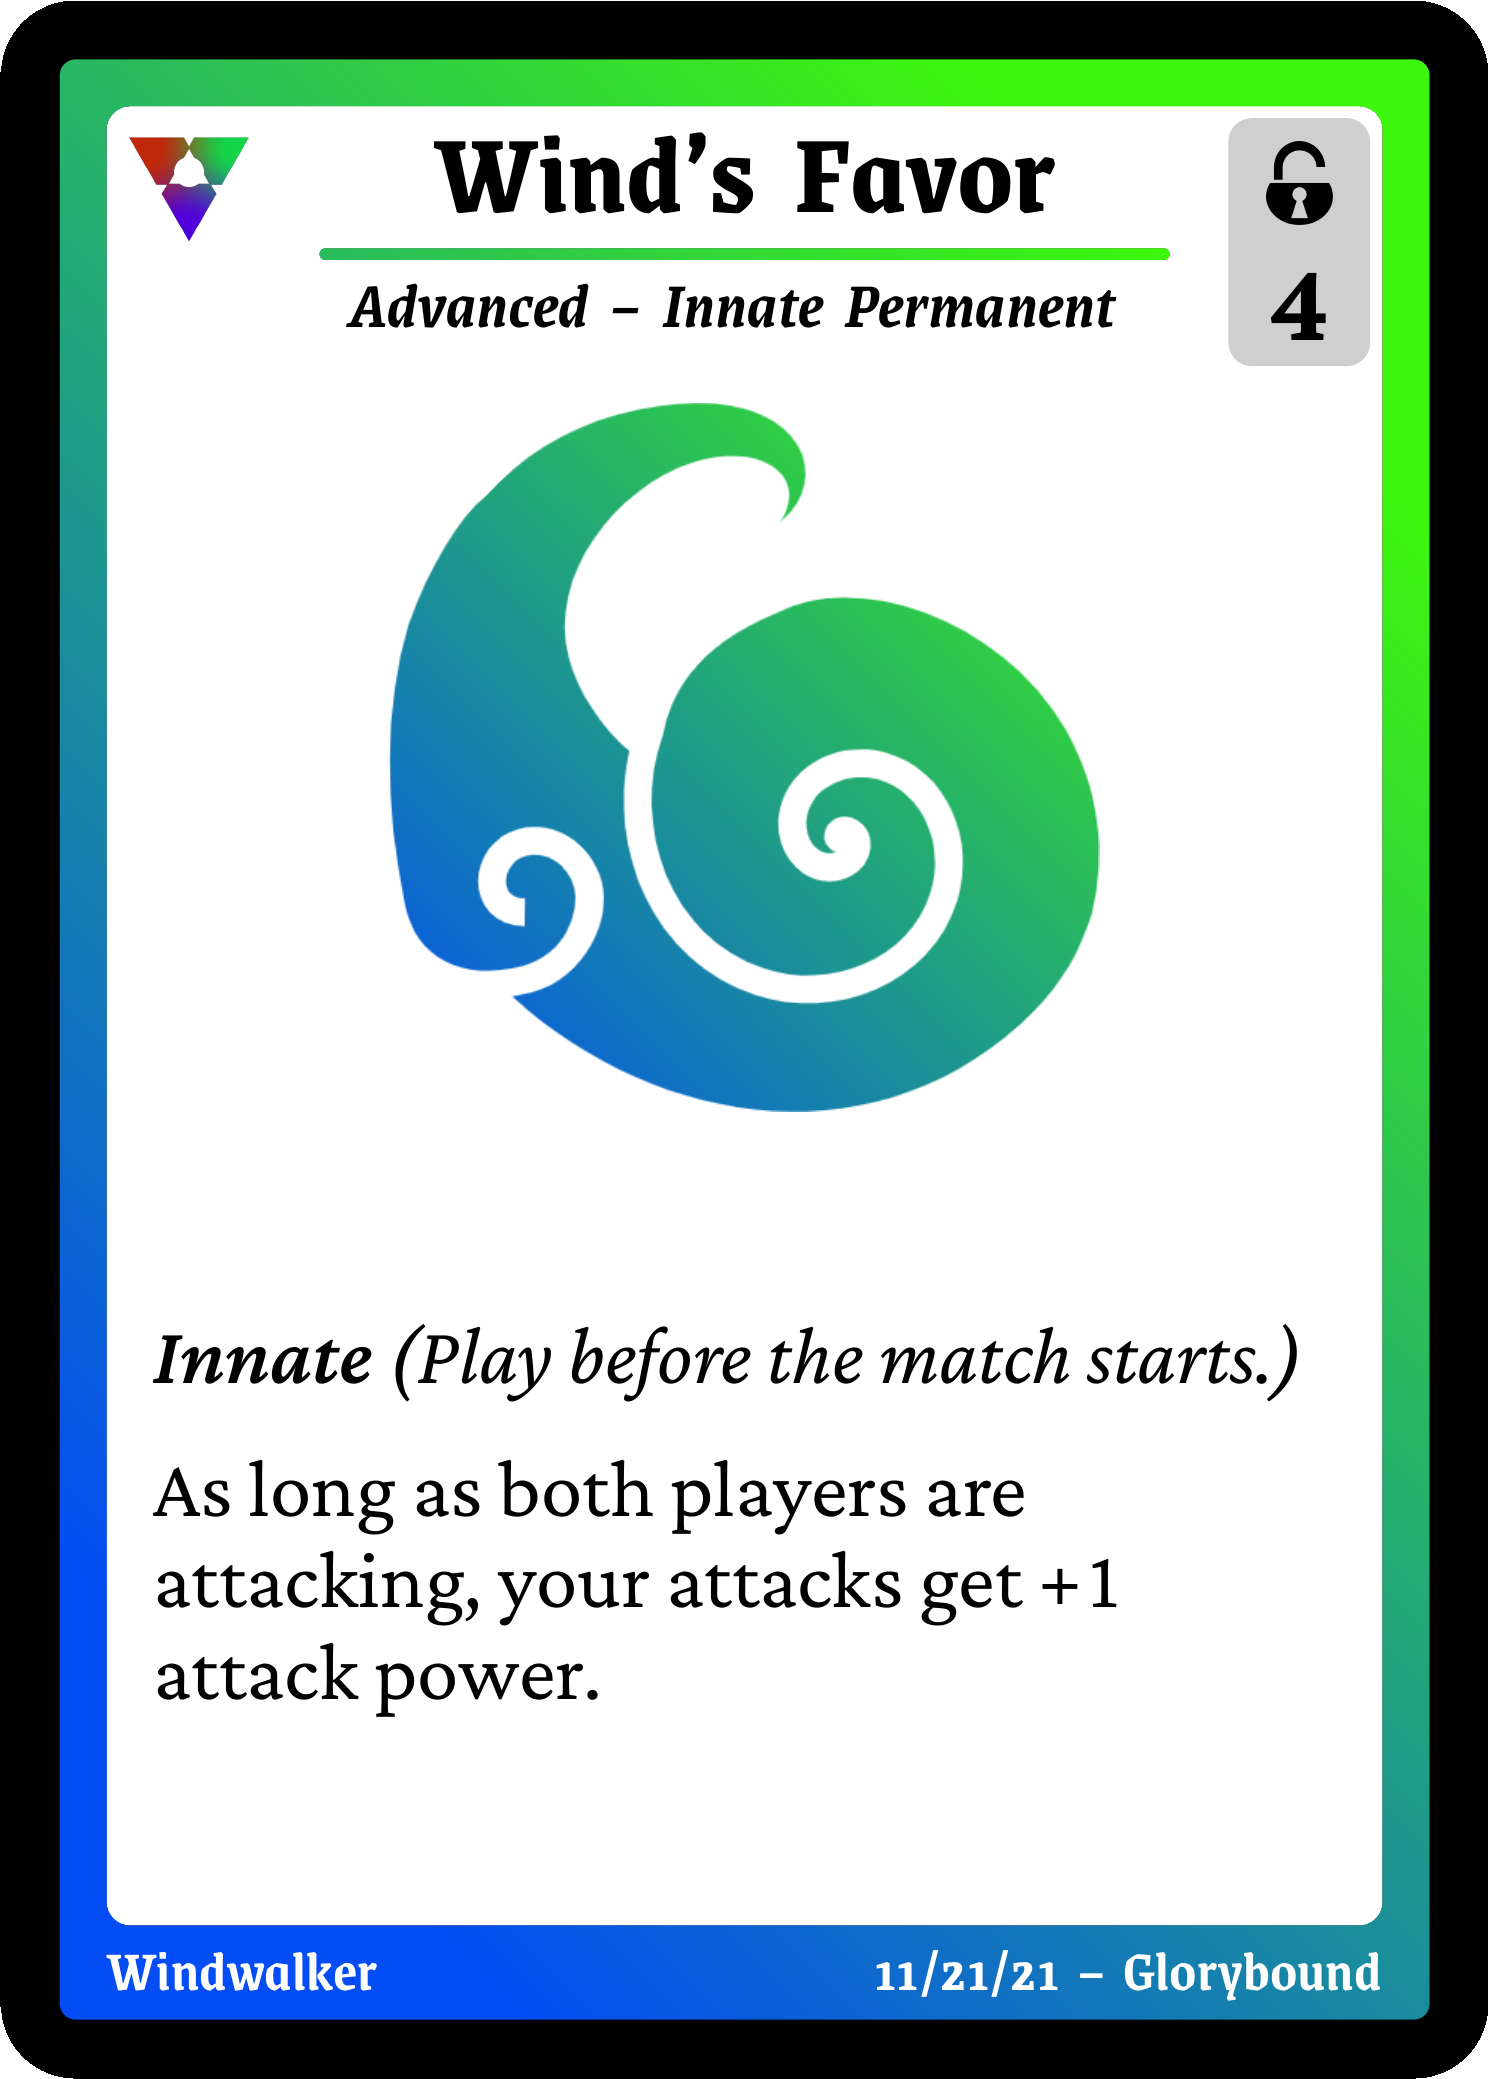 Wind’s Favor
4
Advanced – Innate Permanent
Innate (Play before the match starts.)
As long as both players are
attacking, your attacks get +1
attack power.
Windwalker
11/21/21 – Glorybound